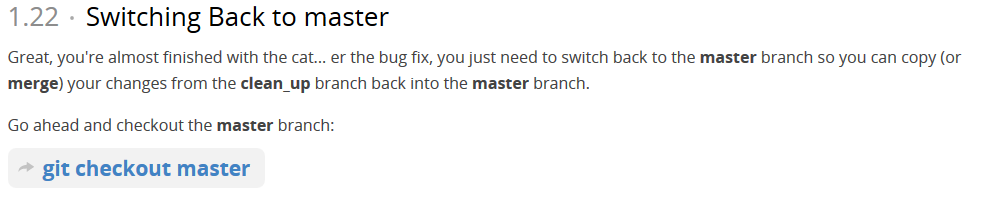 1.22 · Switching Back to master
Great, you're almost finished with the cat... er the bug fix, you just need to switch back to the master branch so you can copy (or
merge) your changes from the clean_up branch back into the master branch.
Go ahead and checkout the master branch:
git checkout master